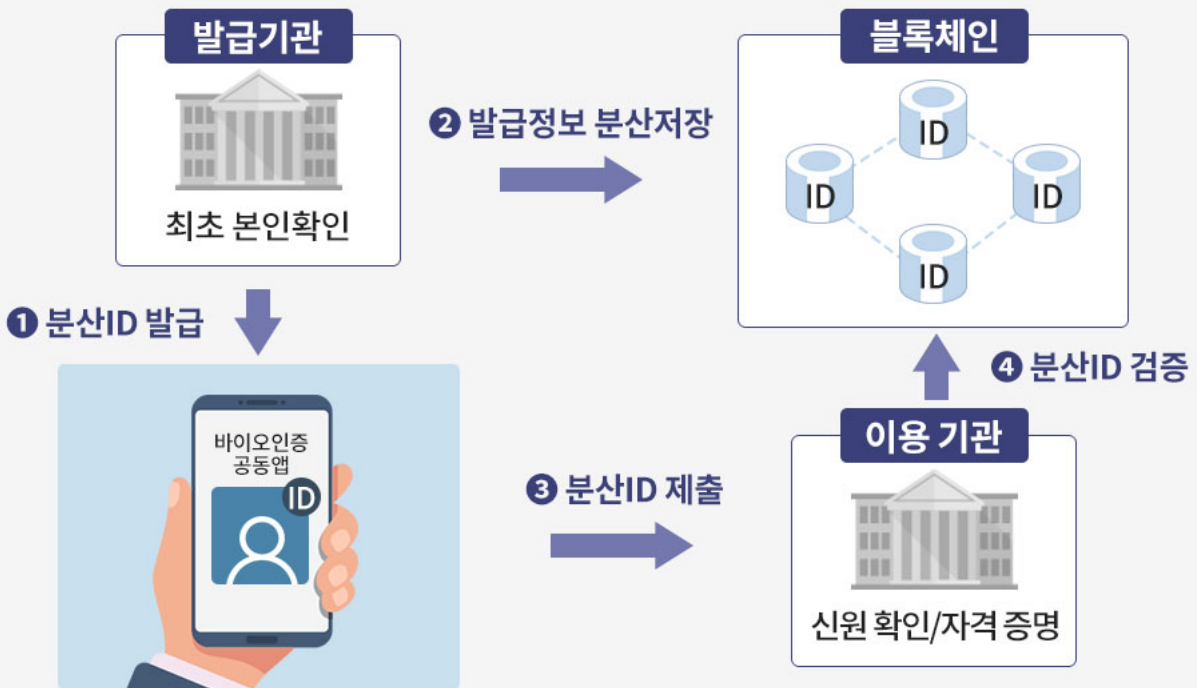 발급기관
최초 본인확인
❷ 발급정보 분산저장
블록체인
ID
ID
ID
ID
❶ 분산ID 발급
바이오인증
공동앱
ID
❸ 분산ID 제출
❹ 분산ID 검증
이용 기관
신원 확인/자격 증명